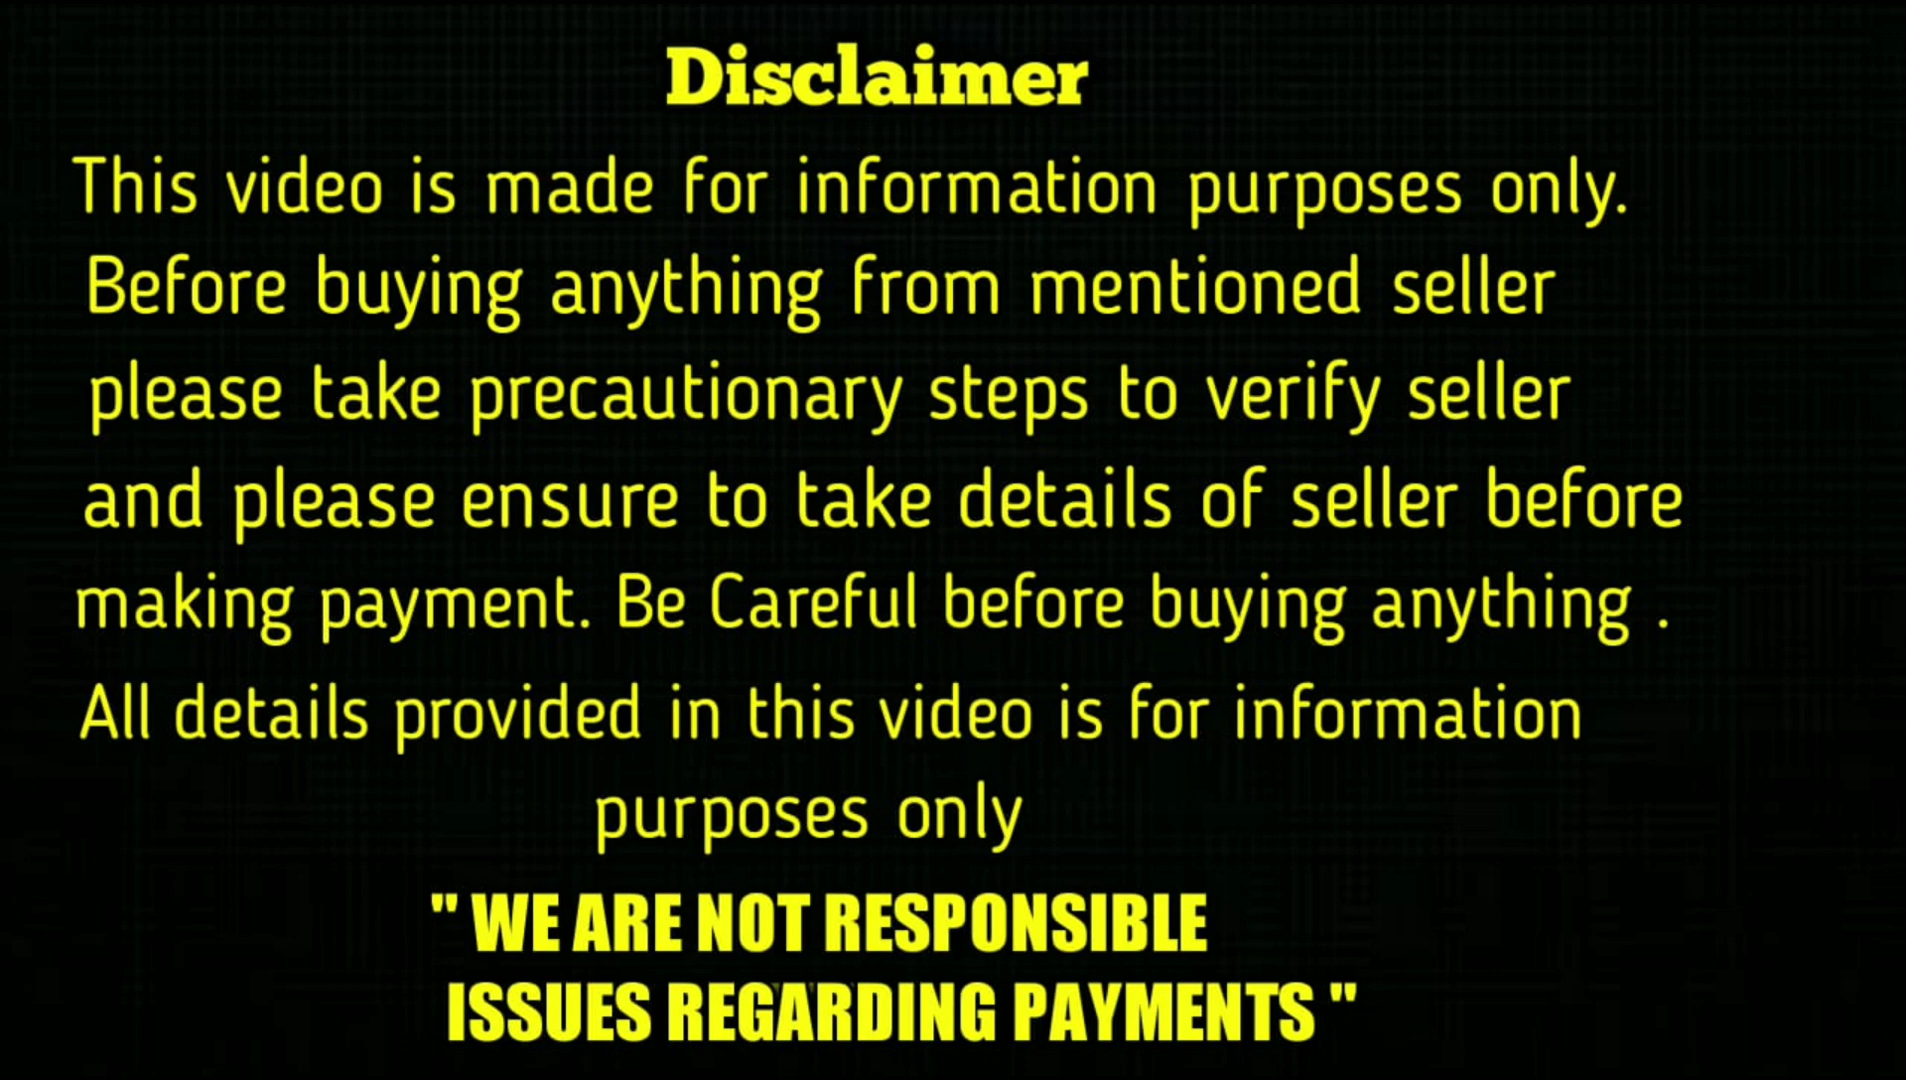 Disclaimer
This video is made for information purposes only.
Before buying anything from mentioned seller
please take precautionary steps to verify seller
and please ensure to take details of seller before
making payment. Be Careful before buying anything .
All details provided in this video is for information
purposes only
" WE ARE NOT RESPONSIBLE
ISSUES REGARDING PAYMENTS "